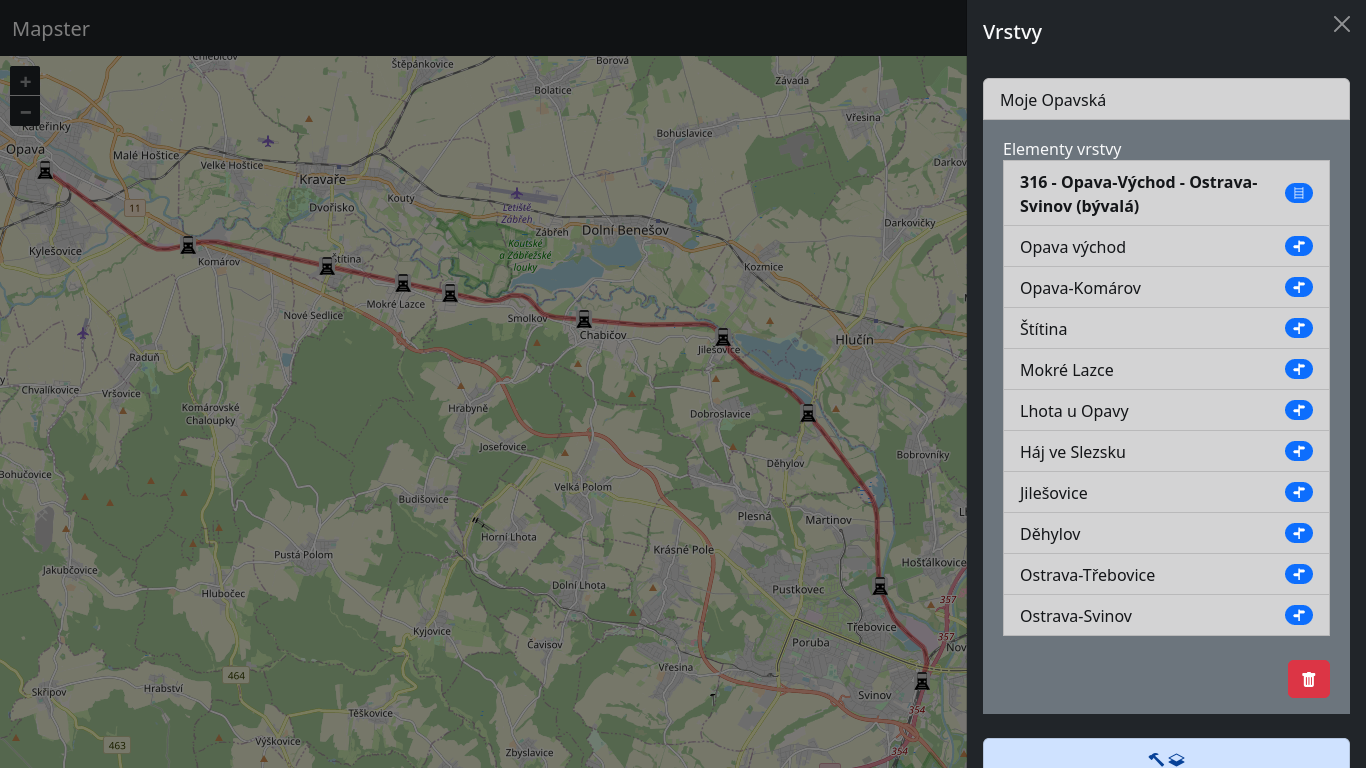 Mapster
Vrstvy
Moje Opavská
Elementy vrstvy
316 - Opava-Východ - Ostrava-
Svinov (bývalá)
Opava východ
Opava-Komárov
Štítina
Mokré Lazce
Lhota u Opavy
Háj ve Slezsku
Jilešovice
Děhylov
Ostrava-Třebovice
Ostrava-Svinov
+
−
Štěpánkovice
Borová
Závada
Bolatice
Vřesina
Kateřinky
Bohuslavice
Opava
Malé Hoštice
Velké Hoštice
Kravaře
Kouty
Letiště
Zábřeh
11
Dvořisko
Darkovičky
Zábřeh
Dolní Benešov
Koutské
a Zábřežské
louky
Kylešovice
Komárov
Štítina
Kozmice
Mokré Lazce
Nové Sedlice
Smolkov
Chabičov
Jilešovice
Hlučín
Raduň
Chvalíkovice
Vršovice
Komárovské
Chaloupky
Hrabyně
Dobroslavice
Josefovice
Děhylov
Bobrovníky
Bohučovice
Velká Polom
Budišovice
Plesná
Martinov
Horní Lhota
Krásné Pole
Pustá Polom
Hošťálkovice
Jakubčovice
Dolní Lhota
Pustkovec
Hlubočec
357
Kyjovice
Třebovice
357
Čavisov
Poruba
Vřesina
464
Skřipov
Hrabství
Svinov
Těškovice
354
Výškovice
463
Zbyslavice
354